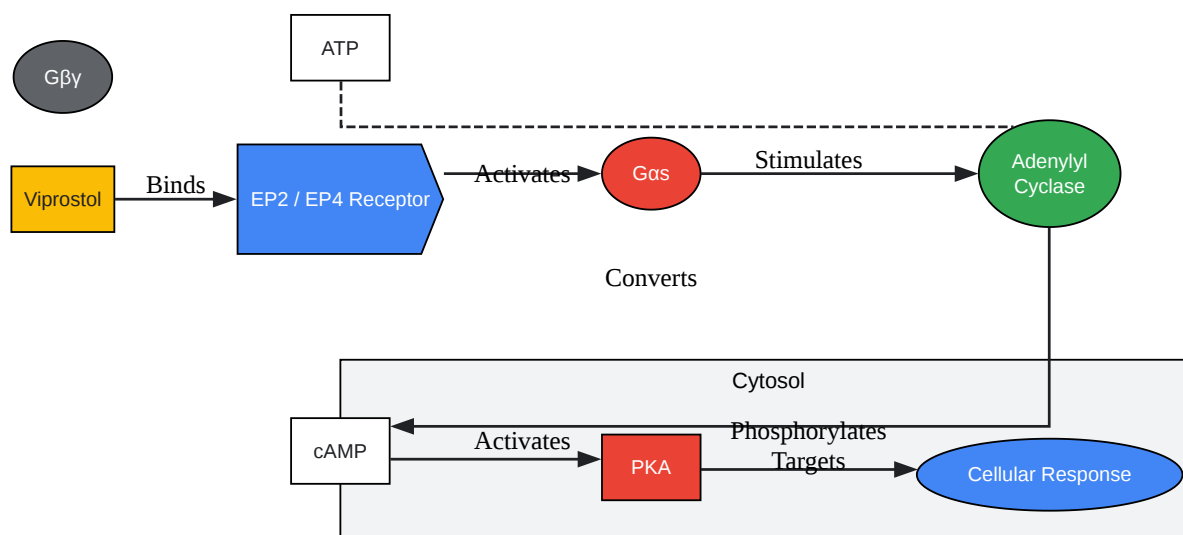 ATP
Gβγ
Adenylyl
Cyclase
Stimulates
Activates
Gαs
Viprostol
Binds
EP2 / EP4 Receptor
Converts
Cytosol
Phosphorylates
Targets
Activates
cAMP
PKA
Cellular Response